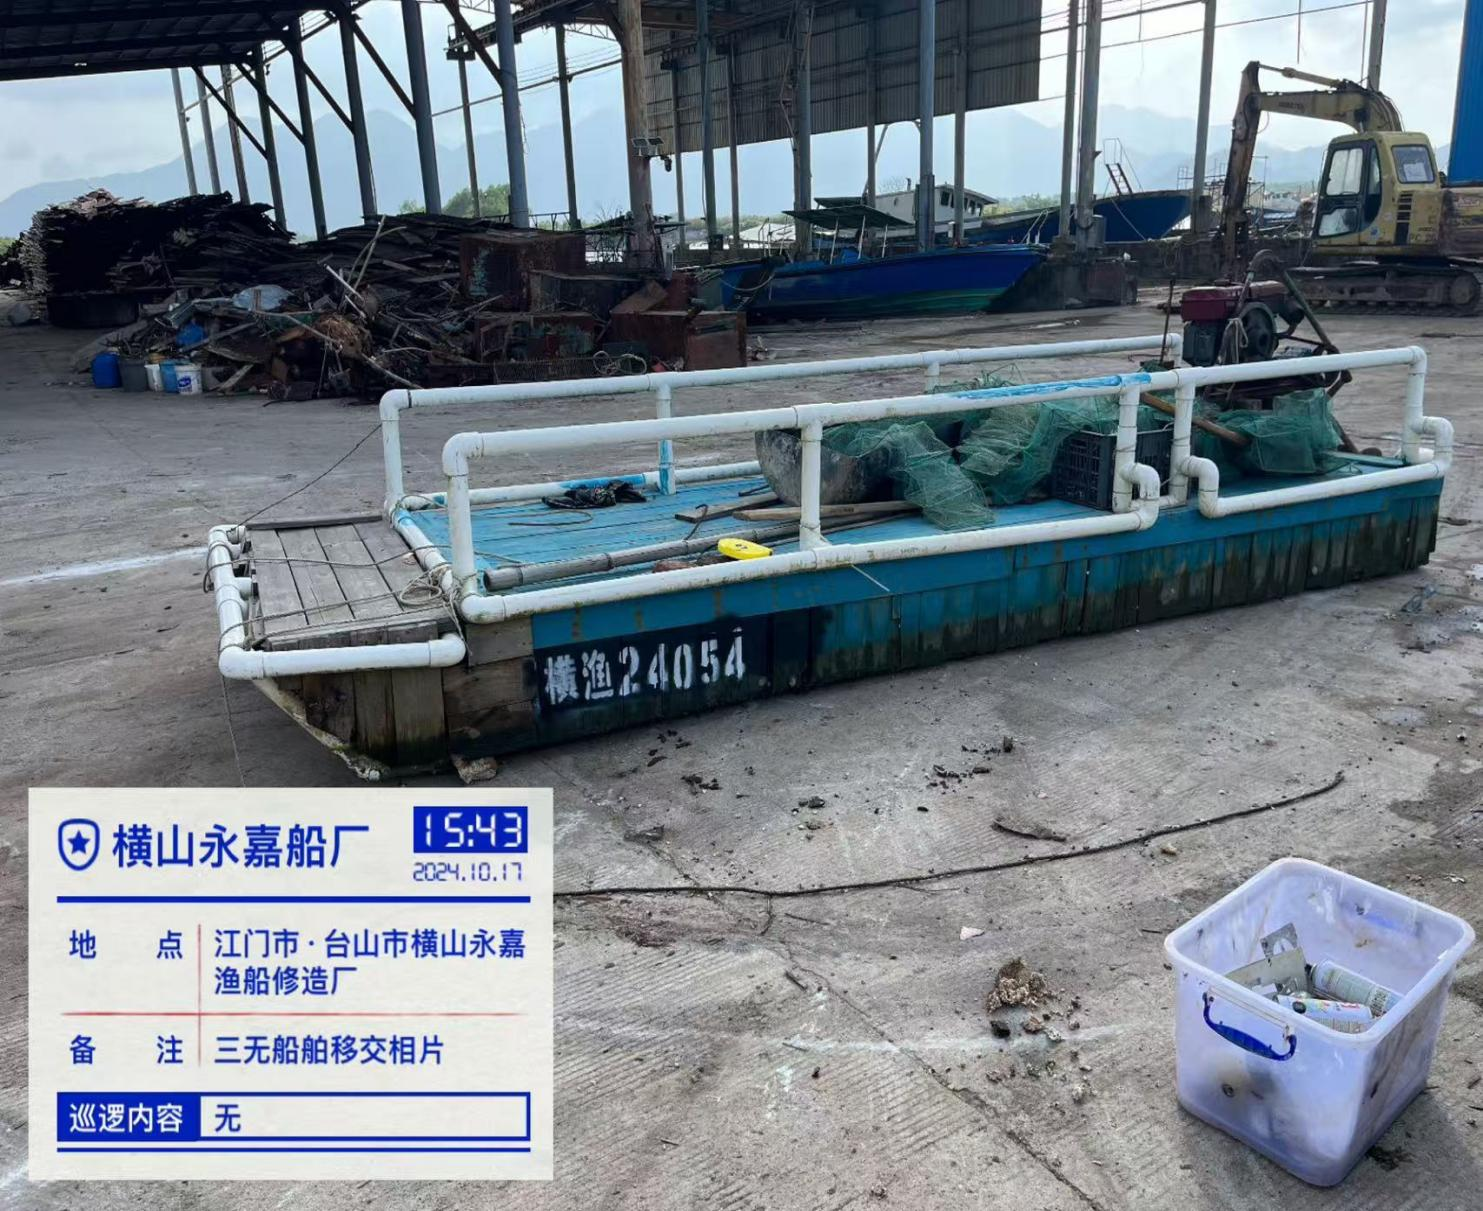 横渔24054
横山永嘉船厂
15:43
2024.10.17
地 点
江门市·台山市横山永嘉
渔船修造厂
备 注
三无船舶移交相片
巡逻内容
无